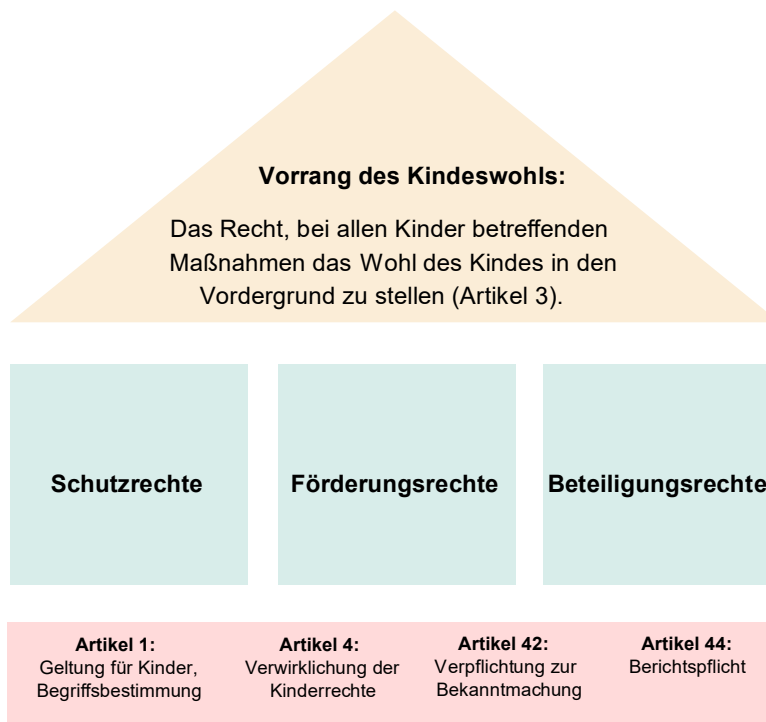 Vorrang des Kindeswohls:
Das Recht, bei allen Kinder betreffenden
Maßnahmen das Wohl des Kindes in den
Vordergrund zu stellen (Artikel 3).
Schutzrechte
Förderungsrechte
Beteiligungsrechte
Artikel 1:
Geltung für Kinder,
Begriffsbestimmung
Artikel 4:
Verwirklichung der
Kinderrechte
Artikel 42:
Verpflichtung zur
Bekanntmachung
Artikel 44:
Berichtspflicht